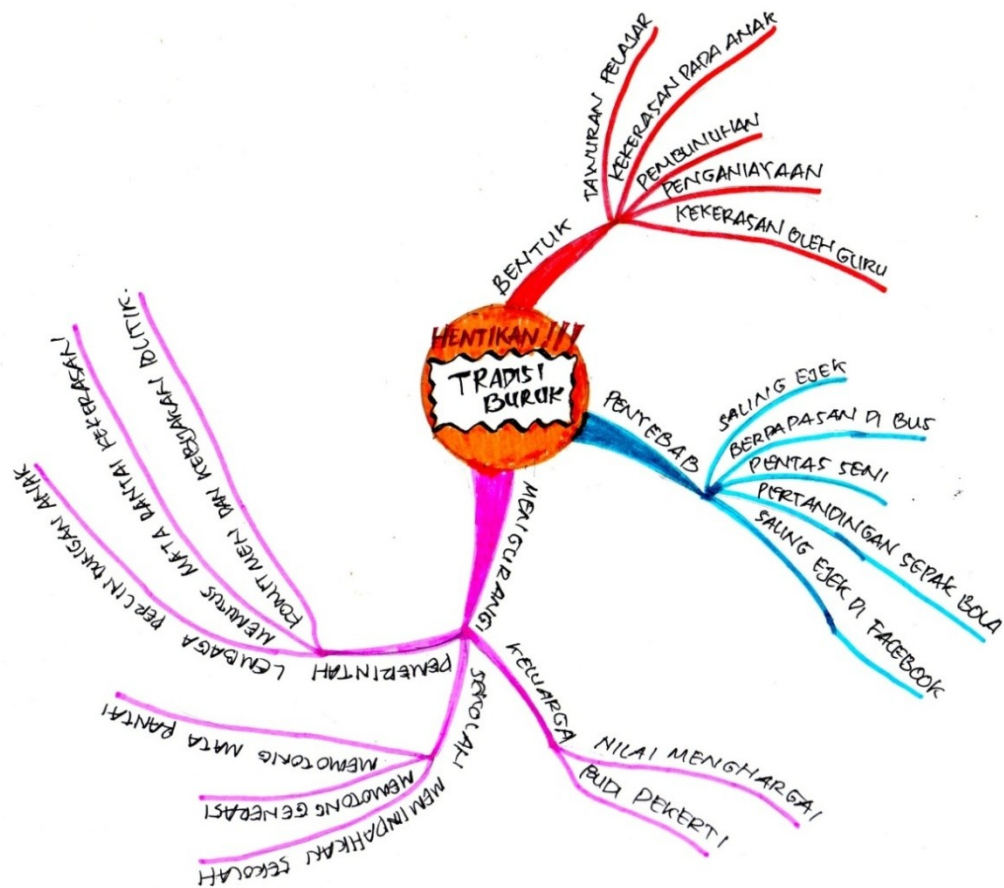 HENTIKAN !!!
TRADISI
BURUK
BENTUK
TAWURAN PELAJAR
KEKERASAN PADA ANAK
PEMBUNUHAN
PENGANIAYAAN
KEKERASAN OLEH GURU
PENYEBAB
SALING EJEK
BERPAPASAN DI BUS
PENTAS SENI
PERTANDINGAN SEPAK BOLA
SALING EJEK DI FACEBOOK
MENGURANGI
KELUARGA
NILAI MENGHARGAI
BUDI PEKERTI
SEKOLAH
MEMINDAHKAN SEKOLAH
MEMOTONG GENERASI
MEMOTONG MATA RANTAI
PEMERINTAH
LEMBAGA PERLINDUNGAN ANAK
MEMUTUS MATA RANTAI KEKERASAN
KOMITMEN DAN KEBIJAKAN POLITIK.